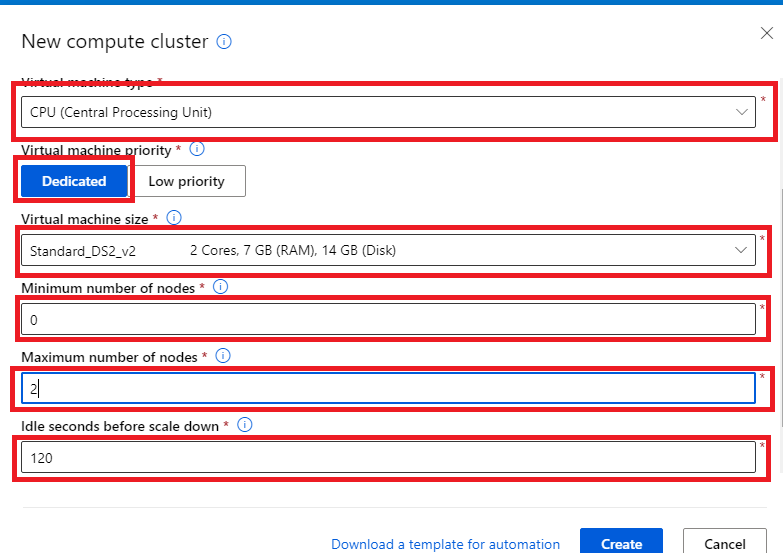 New compute cluster
Virtual machine type *
CPU (Central Processing Unit)
*
Virtual machine priority *
Dedicated Low priority
Virtual machine size *
Standard_DS2_v2 2 Cores, 7 GB (RAM), 14 GB (Disk)
*
Minimum number of nodes *
0
*
Maximum number of nodes *
2
*
Idle seconds before scale down *
120
*
Download a template for automation Create Cancel